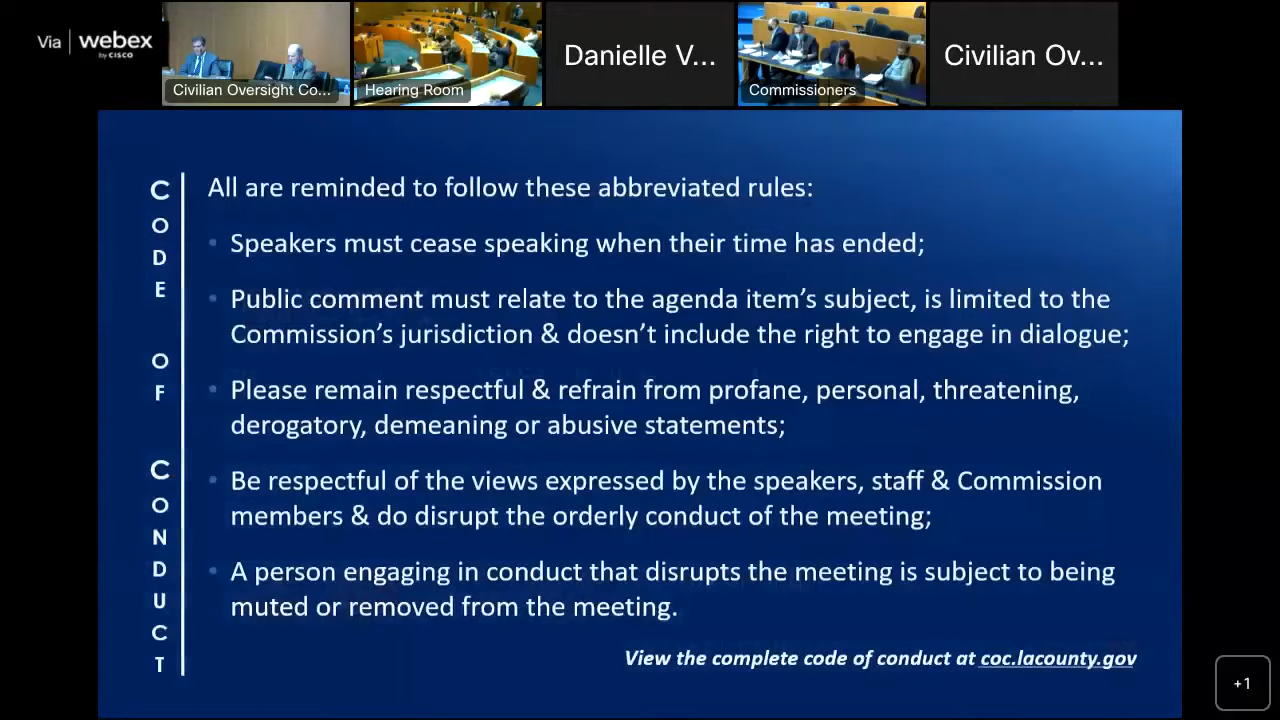 Via | webex
by CISCO
Civilian Oversight Co...
Hearing Room
Danielle V...
Commissioners
Civilian Ov...
CODE OF CONDUCT
All are reminded to follow these abbreviated rules:
• Speakers must cease speaking when their time has ended;
• Public comment must relate to the agenda item’s subject, is limited to the
Commission’s jurisdiction & doesn’t include the right to engage in dialogue;
• Please remain respectful & refrain from profane, personal, threatening,
derogatory, demeaning or abusive statements;
• Be respectful of the views expressed by the speakers, staff & Commission
members & do disrupt the orderly conduct of the meeting;
• A person engaging in conduct that disrupts the meeting is subject to being
muted or removed from the meeting.
View the complete code of conduct at coc.lacounty.gov
+1